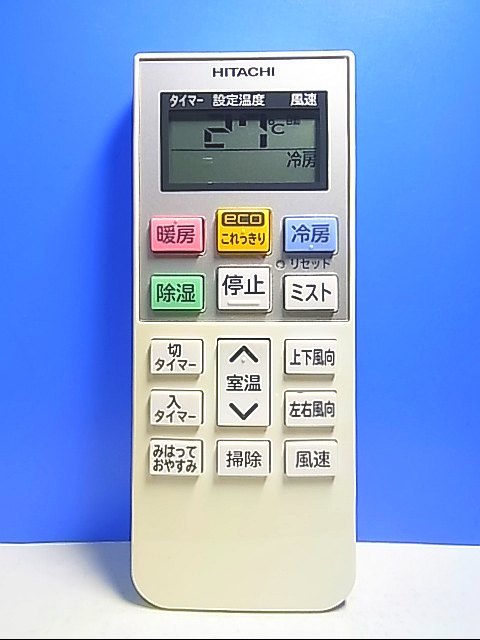 HITACHI
タイマー 設定温度 風速
27℃
冷房
暖房
eco
これっきり
冷房
リセット
除湿
停止
ミスト
切
タイマー
室温
上下風向
入
タイマー
左右風向
みはって
おやすみ
掃除
風速